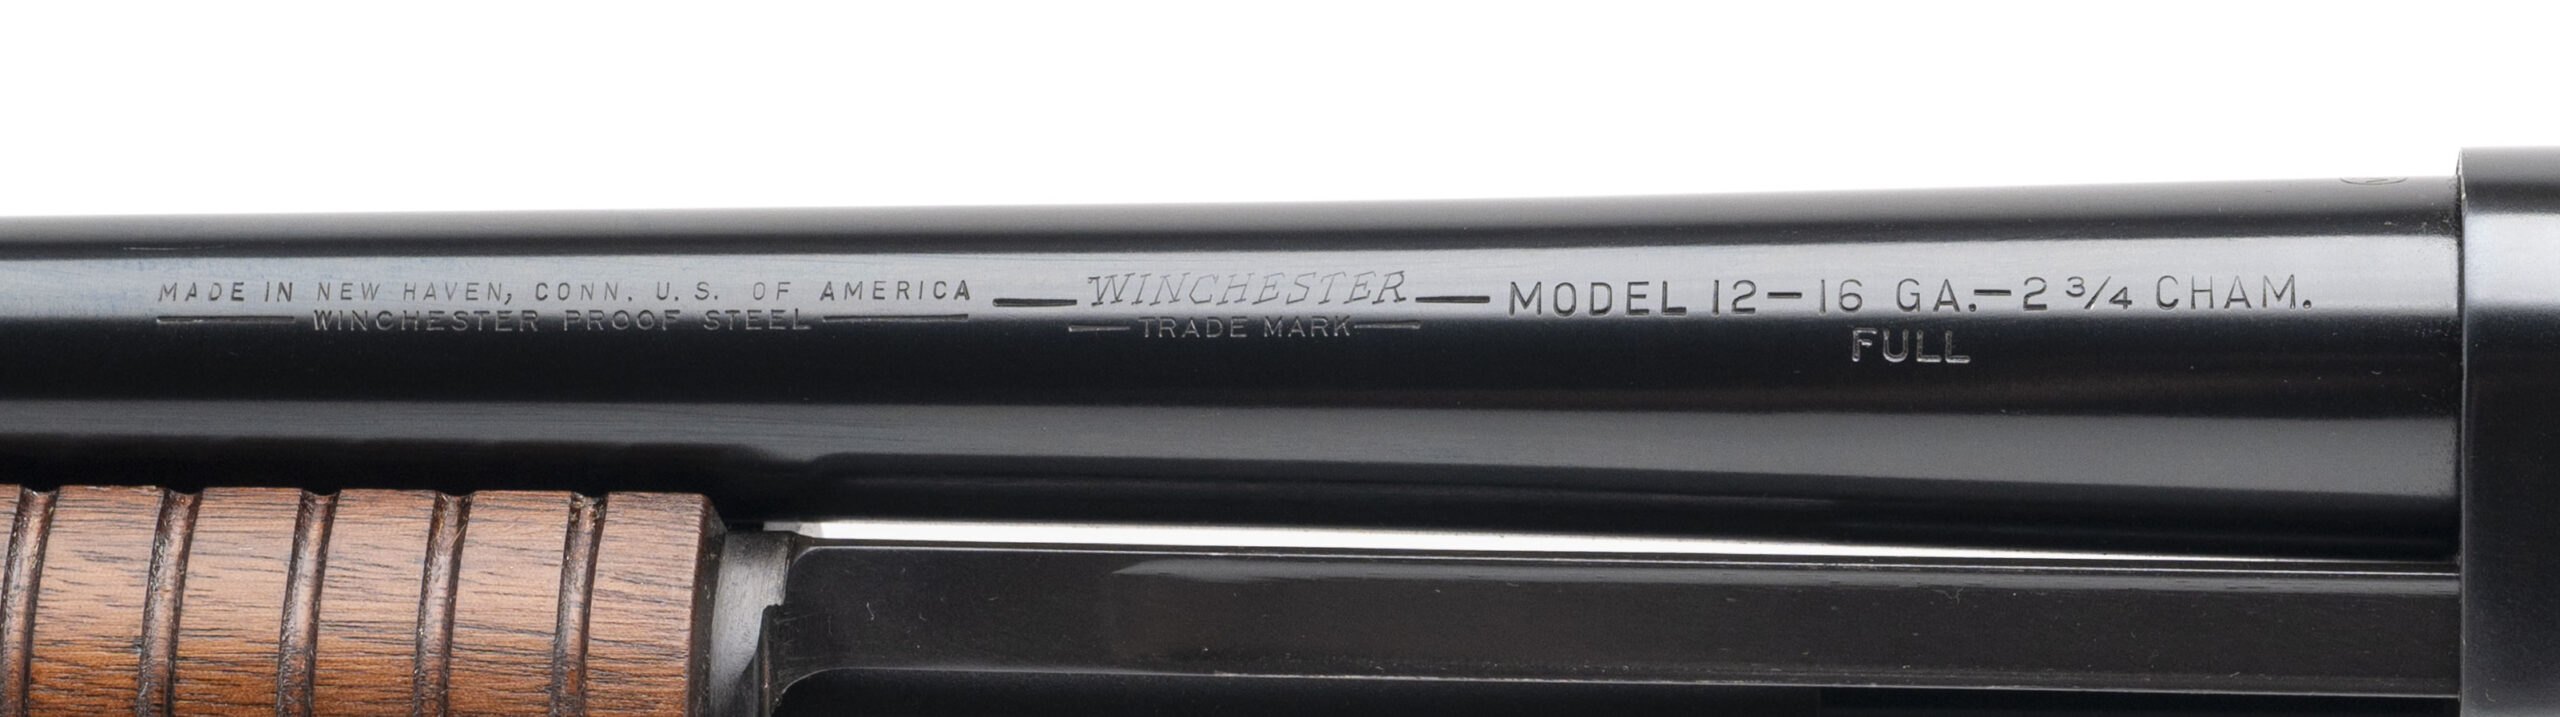 MADE IN NEW HAVEN, CONN. U.S. OF AMERICA
WINCHESTER PROOF STEEL
WINCHESTER
TRADE MARK
MODEL 12-16 GA.-2 3/4 CHAM.
FULL